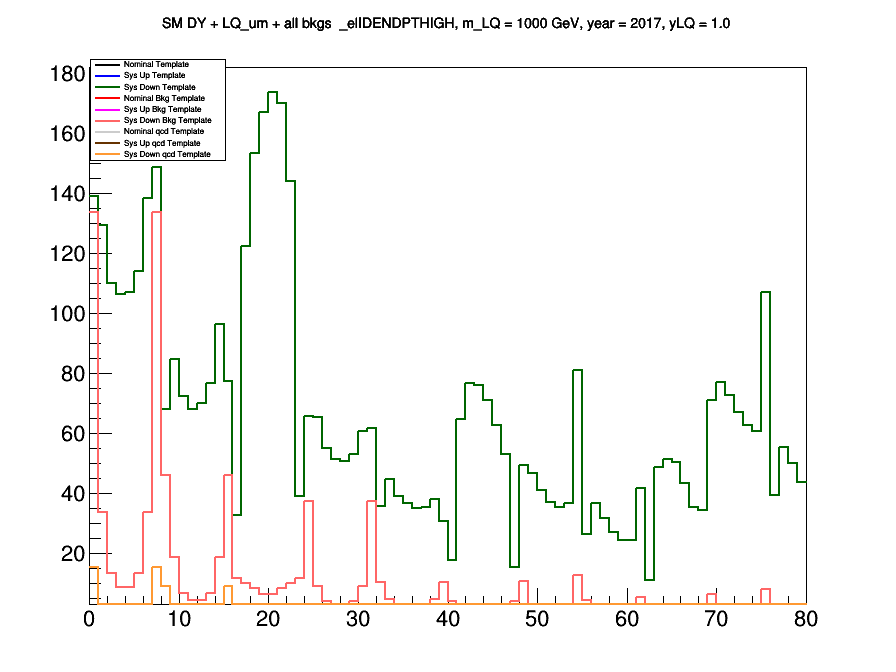 SM DY + LQ_um + all bkgs _ellIDENDPTHIGH, m_LQ = 1000 GeV, year = 2017, yLQ = 1.0
Nominal Template
Sys Up Template
Sys Down Template
Nominal Bkg Template
Sys Up Bkg Template
Sys Down Bkg Template
Nominal qcd Template
Sys Up qcd Template
Sys Down qcd Template
180
160
140
120
100
80
60
40
20
0 10 20 30 40 50 60 70 80